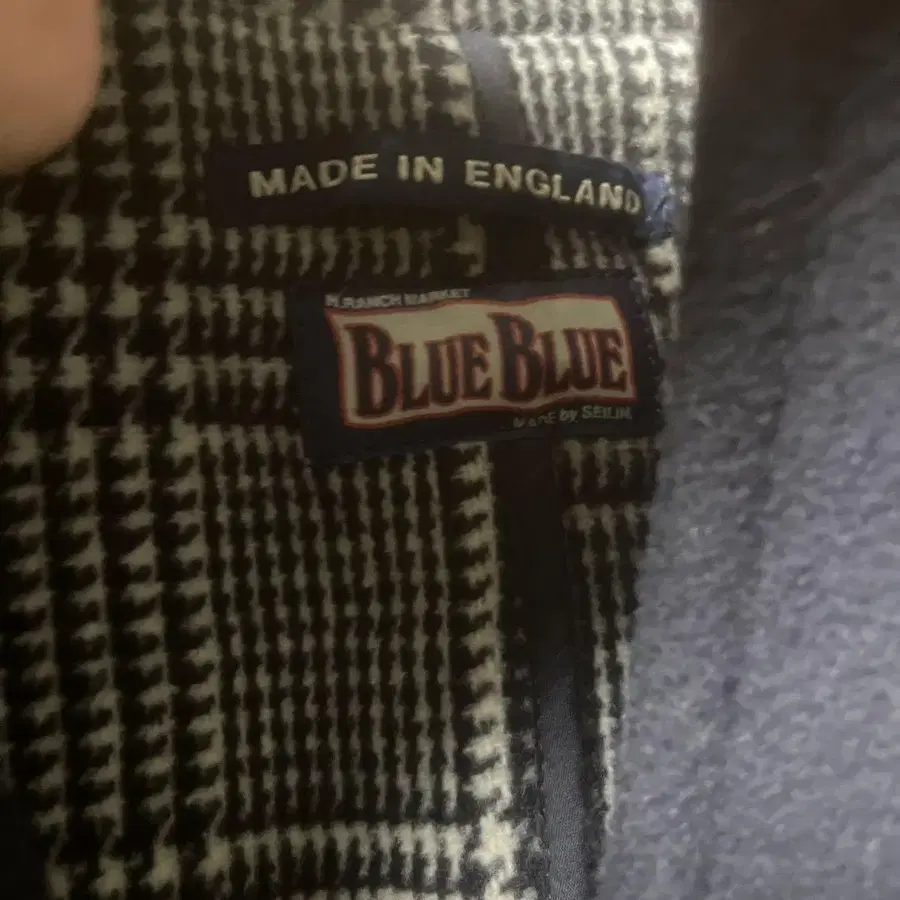 MADE IN ENGLAND
H.RANCH MARKET
BLUE BLUE
MADE by SEILIN